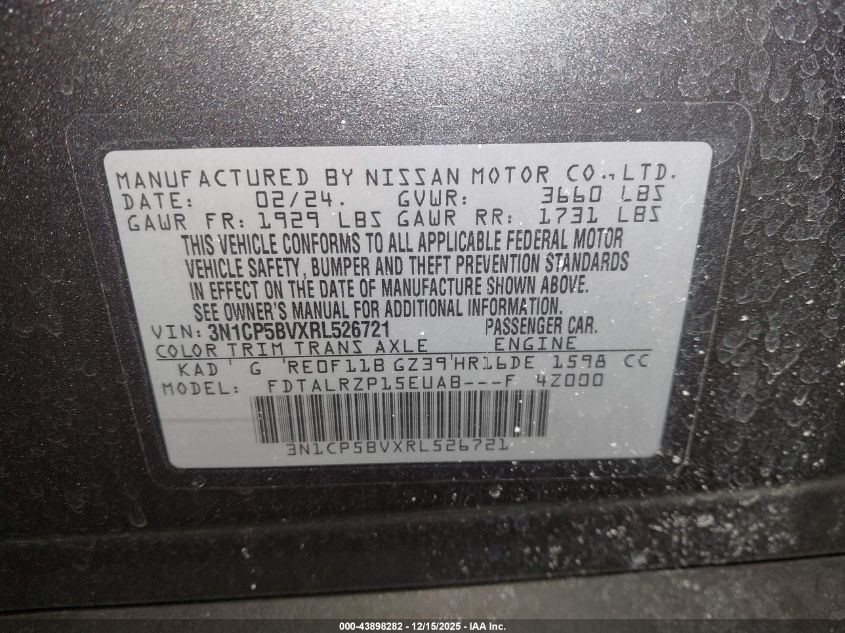 MANUFACTURED BY NISSAN MOTOR CO., LTD.
DATE: 02/24. GVWR: 3660 LBS
GAWR FR: 1929 LBS GAWR RR: 1731 LBS
THIS VEHICLE CONFORMS TO ALL APPLICABLE FEDERAL MOTOR
VEHICLE SAFETY, BUMPER AND THEFT PREVENTION STANDARDS
IN EFFECT ON THE DATE OF MANUFACTURE SHOWN ABOVE.
SEE OWNER'S MANUAL FOR ADDITIONAL INFORMATION.
VIN: 3N1CP5BVXRL526721 PASSENGER CAR.
COLOR TRIM TRANS AXLE ENGINE
KAD G RE0F11B GZ39 HR16DE 1598 CC
MODEL: FDTALRZP15EUAB---F 4Z000
3N1CP5BVXRL526721
000-43898282 / 12/15/2025 - IAA Inc.